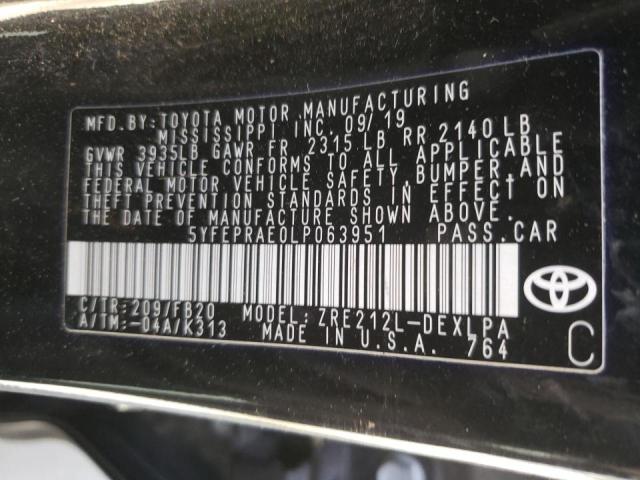 MFD.BY: TOYOTA MOTOR MANUFACTURING
MISSISSIPPI INC. 09/19
GVWR 3935LB GAWR FR 2315 LB RR 2140 LB
THIS VEHICLE CONFORMS TO ALL APPLICABLE
FEDERAL MOTOR VEHICLE SAFETY, BUMPER, AND
THEFT PREVENTION STANDARDS IN EFFECT ON
THE DATE OF MANUFACTURE SHOWN ABOVE.
5YFEPRAE0LP063951 PASS.CAR
C/TR: 209/FB20 MODEL: ZRE212L-DEXLPA
A/TM: -04A/K313 MADE IN U.S.A. 764
C